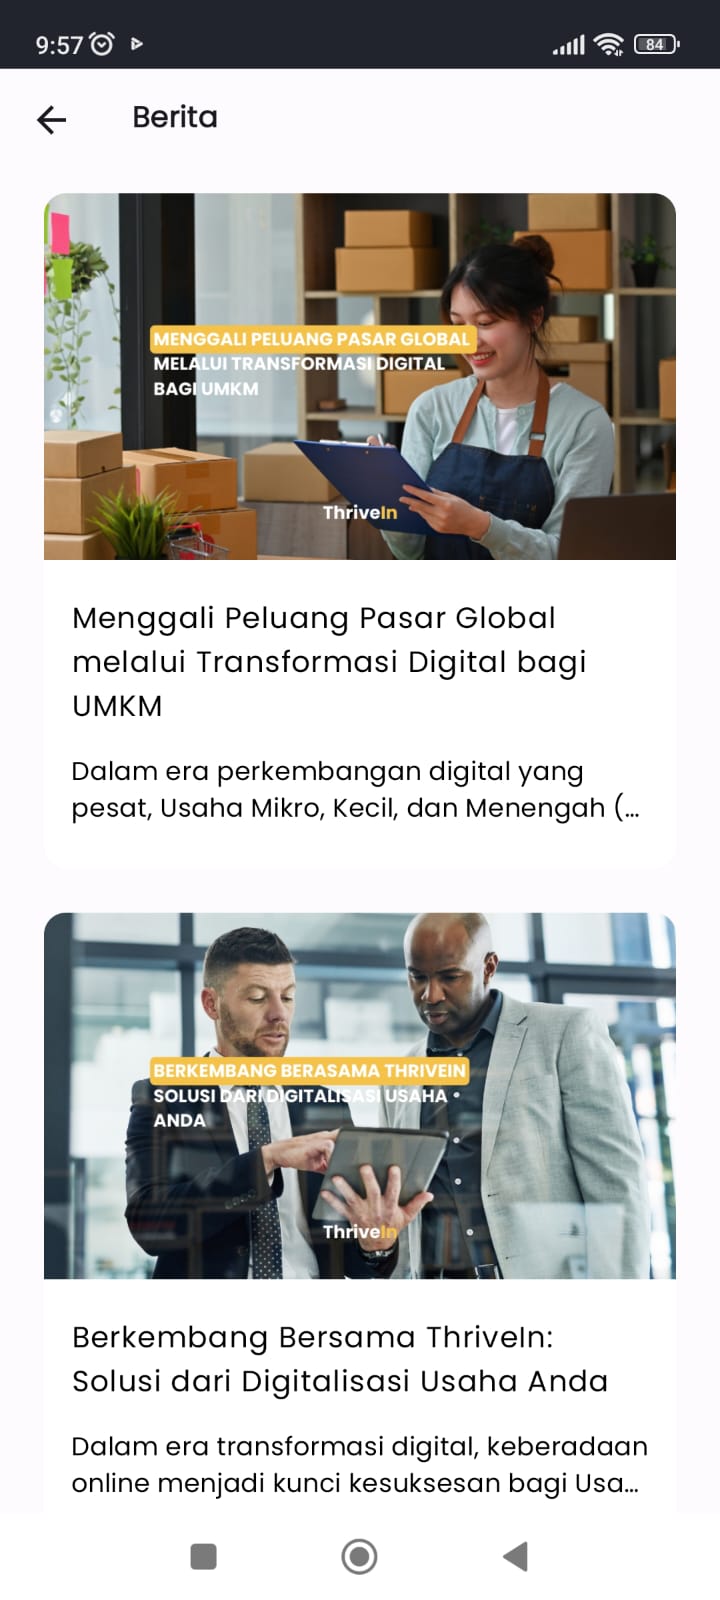 9:57
84
Berita
MENGGALI PELUANG PASAR GLOBAL
MELALUI TRANSFORMASI DIGITAL
BAGI UMKM
ThriveIn
Menggali Peluang Pasar Global
melalui Transformasi Digital bagi
UMKM
Dalam era perkembangan digital yang
pesat, Usaha Mikro, Kecil, dan Menengah (...
BERKEMBANG BERASAMA THRIVEIN
SOLUSI DARI DIGITALISASI USAHA
ANDA
ThriveIn
Berkembang Bersama ThriveIn:
Solusi dari Digitalisasi Usaha Anda
Dalam era transformasi digital, keberadaan
online menjadi kunci kesuksesan bagi Usa...